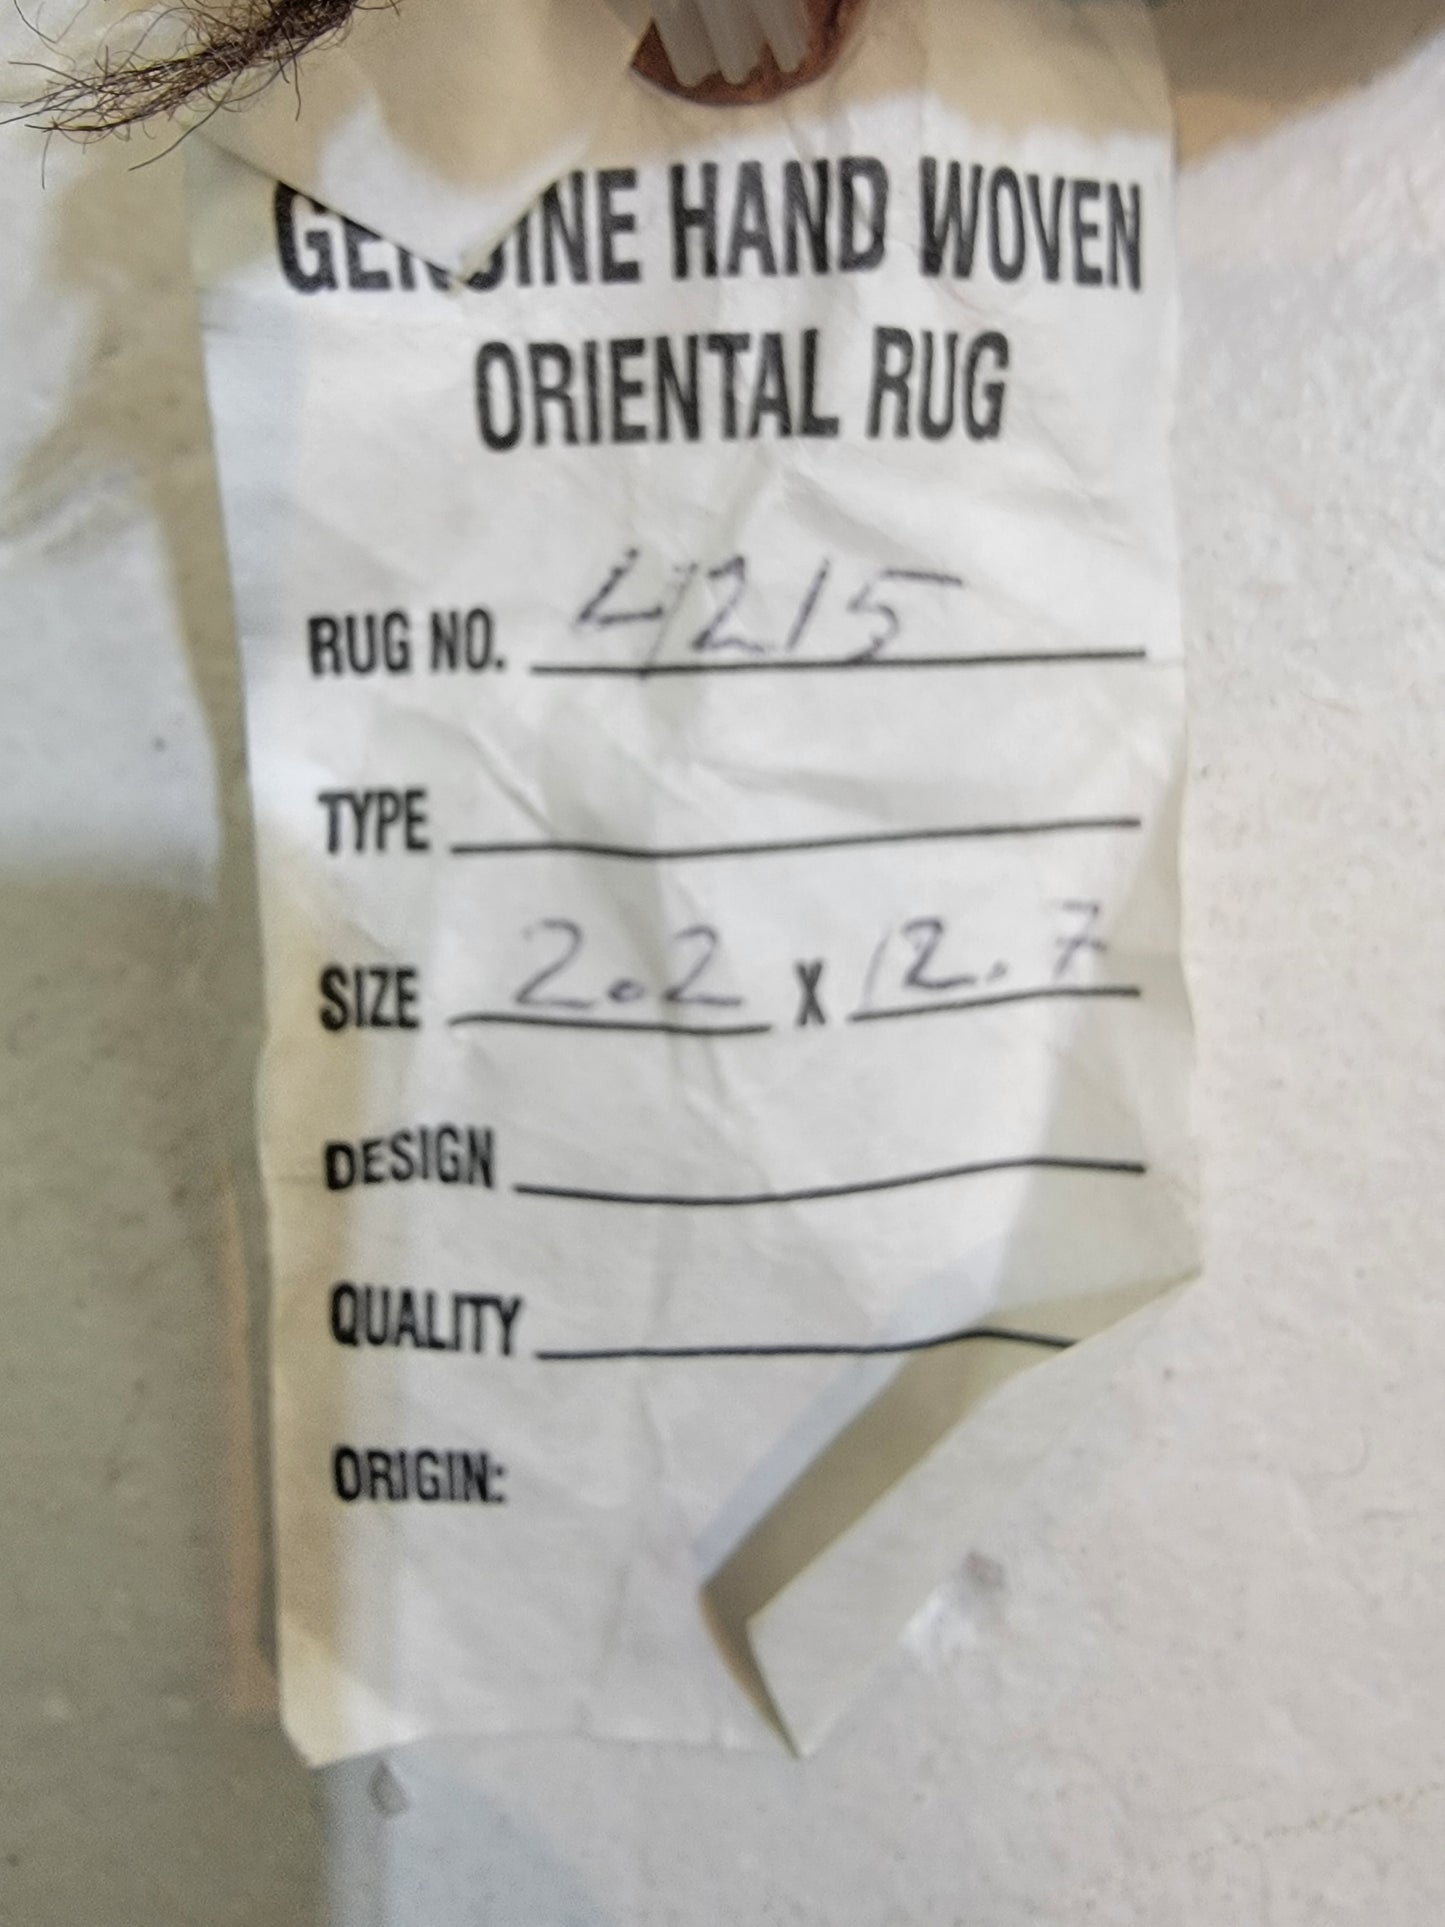 GENUINE HAND WOVEN
ORIENTAL RUG
RUG NO. 4215
TYPE
SIZE 2.2 X 12.7
DESIGN
QUALITY
ORIGIN: